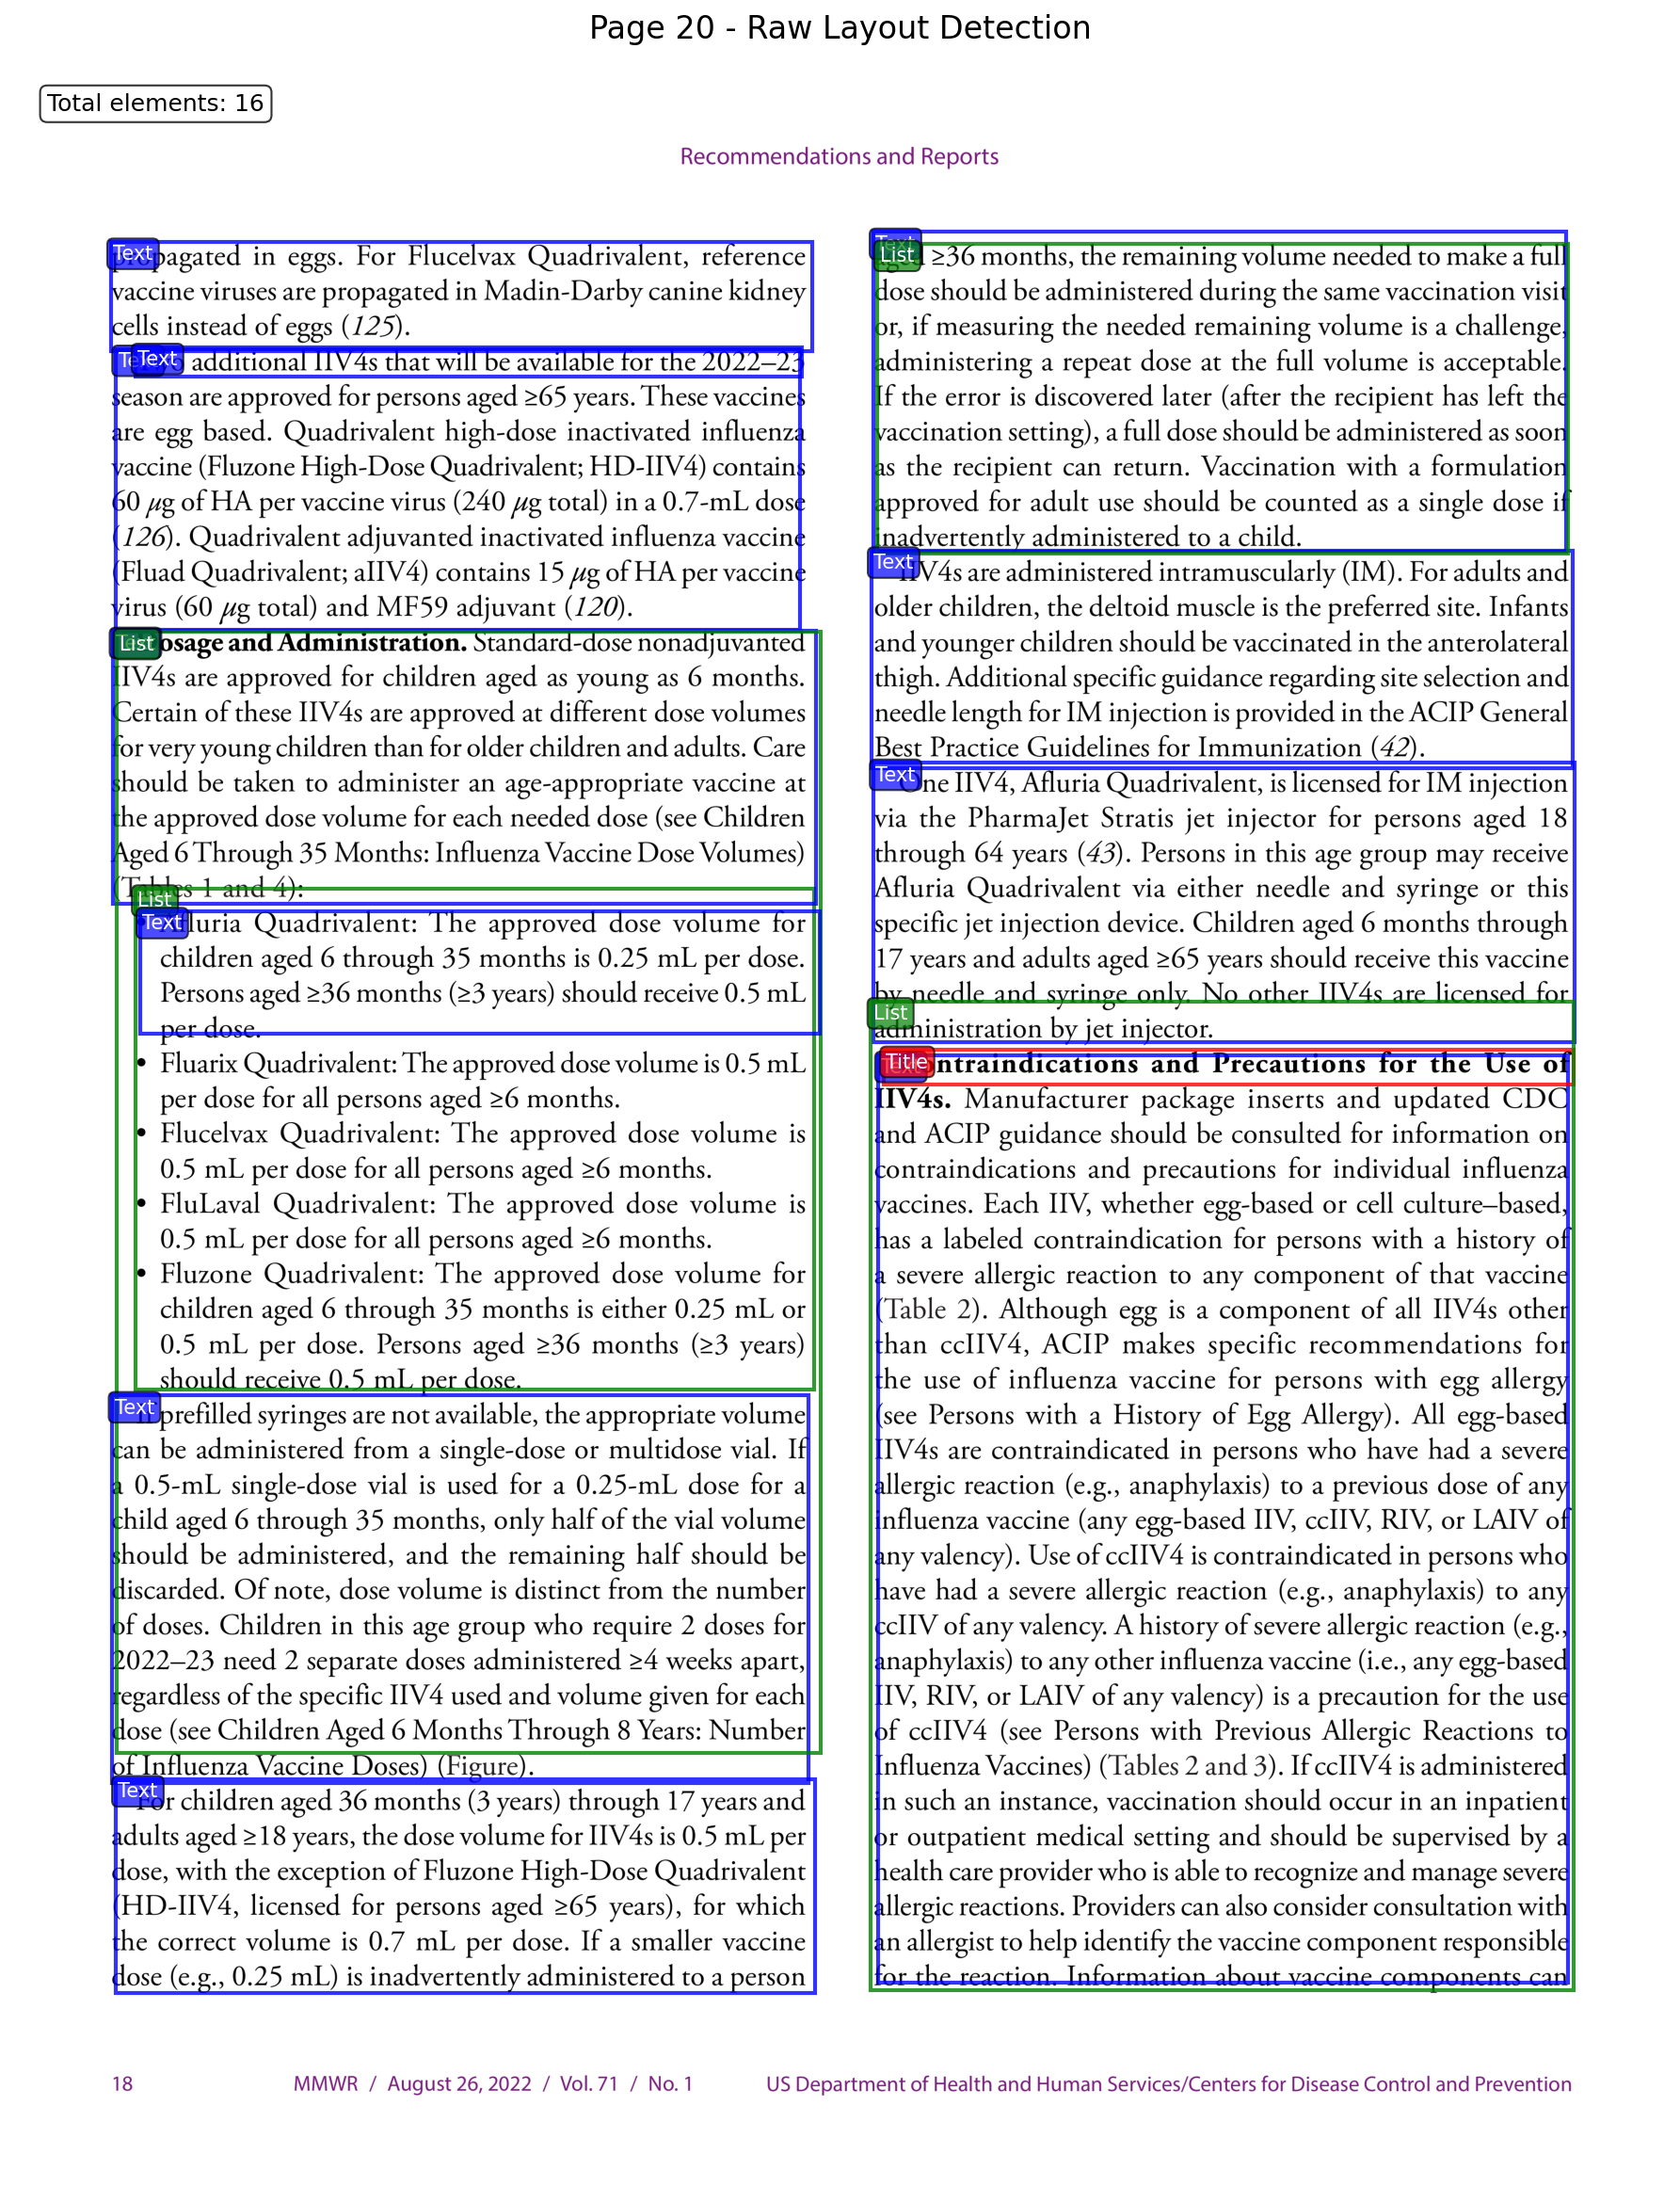 Page 20 - Raw Layout Detection
Total elements: 16
Recommendations and Reports
Text
propagated in eggs. For Flucelvax Quadrivalent, reference
vaccine viruses are propagated in Madin-Darby canine kidney
cells instead of eggs (125).
Text
additional IIV4s that will be available for the 2022–23
season are approved for persons aged ≥65 years. These vaccines
are egg based. Quadrivalent high-dose inactivated influenza
vaccine (Fluzone High-Dose Quadrivalent; HD-IIV4) contains
60 µg of HA per vaccine virus (240 µg total) in a 0.7-mL dose
(126). Quadrivalent adjuvanted inactivated influenza vaccine
(Fluad Quadrivalent; aIIV4) contains 15 µg of HA per vaccine
virus (60 µg total) and MF59 adjuvant (120).
List
Dosage and Administration. Standard-dose nonadjuvanted
IIV4s are approved for children aged as young as 6 months.
Certain of these IIV4s are approved at different dose volumes
for very young children than for older children and adults. Care
should be taken to administer an age-appropriate vaccine at
the approved dose volume for each needed dose (see Children
Aged 6 Through 35 Months: Influenza Vaccine Dose Volumes)
(Tables 1 and 4):
List
Text
Afluria Quadrivalent: The approved dose volume for
children aged 6 through 35 months is 0.25 mL per dose.
Persons aged ≥36 months (≥3 years) should receive 0.5 mL
per dose.
• Fluarix Quadrivalent: The approved dose volume is 0.5 mL
per dose for all persons aged ≥6 months.
• Flucelvax Quadrivalent: The approved dose volume is
0.5 mL per dose for all persons aged ≥6 months.
• FluLaval Quadrivalent: The approved dose volume is
0.5 mL per dose for all persons aged ≥6 months.
• Fluzone Quadrivalent: The approved dose volume for
children aged 6 through 35 months is either 0.25 mL or
0.5 mL per dose. Persons aged ≥36 months (≥3 years)
should receive 0.5 mL per dose.
Text
If prefilled syringes are not available, the appropriate volume
can be administered from a single-dose or multidose vial. If
a 0.5-mL single-dose vial is used for a 0.25-mL dose for a
child aged 6 through 35 months, only half of the vial volume
should be administered, and the remaining half should be
discarded. Of note, dose volume is distinct from the number
of doses. Children in this age group who require 2 doses for
2022–23 need 2 separate doses administered ≥4 weeks apart,
regardless of the specific IIV4 used and volume given for each
dose (see Children Aged 6 Months Through 8 Years: Number
of Influenza Vaccine Doses) (Figure).
Text
For children aged 36 months (3 years) through 17 years and
adults aged ≥18 years, the dose volume for IIV4s is 0.5 mL per
dose, with the exception of Fluzone High-Dose Quadrivalent
(HD-IIV4, licensed for persons aged ≥65 years), for which
the correct volume is 0.7 mL per dose. If a smaller vaccine
dose (e.g., 0.25 mL) is inadvertently administered to a person
Text
List
aged ≥36 months, the remaining volume needed to make a full
dose should be administered during the same vaccination visit
or, if measuring the needed remaining volume is a challenge,
administering a repeat dose at the full volume is acceptable.
If the error is discovered later (after the recipient has left the
vaccination setting), a full dose should be administered as soon
as the recipient can return. Vaccination with a formulation
approved for adult use should be counted as a single dose if
inadvertently administered to a child.
Text
IIV4s are administered intramuscularly (IM). For adults and
older children, the deltoid muscle is the preferred site. Infants
and younger children should be vaccinated in the anterolateral
thigh. Additional specific guidance regarding site selection and
needle length for IM injection is provided in the ACIP General
Best Practice Guidelines for Immunization (42).
Text
One IIV4, Afluria Quadrivalent, is licensed for IM injection
via the PharmaJet Stratis jet injector for persons aged 18
through 64 years (43). Persons in this age group may receive
Afluria Quadrivalent via either needle and syringe or this
specific jet injection device. Children aged 6 months through
17 years and adults aged ≥65 years should receive this vaccine
by needle and syringe only. No other IIV4s are licensed for
List
administration by jet injector.
Title
Contraindications and Precautions for the Use of
IIV4s. Manufacturer package inserts and updated CDC
and ACIP guidance should be consulted for information on
contraindications and precautions for individual influenza
vaccines. Each IIV, whether egg-based or cell culture–based,
has a labeled contraindication for persons with a history of
a severe allergic reaction to any component of that vaccine
(Table 2). Although egg is a component of all IIV4s other
than ccIIV4, ACIP makes specific recommendations for
the use of influenza vaccine for persons with egg allergy
(see Persons with a History of Egg Allergy). All egg-based
IIV4s are contraindicated in persons who have had a severe
allergic reaction (e.g., anaphylaxis) to a previous dose of any
influenza vaccine (any egg-based IIV, ccIIV, RIV, or LAIV of
any valency). Use of ccIIV4 is contraindicated in persons who
have had a severe allergic reaction (e.g., anaphylaxis) to any
ccIIV of any valency. A history of severe allergic reaction (e.g.,
anaphylaxis) to any other influenza vaccine (i.e., any egg-based
IIV, RIV, or LAIV of any valency) is a precaution for the use
of ccIIV4 (see Persons with Previous Allergic Reactions to
Influenza Vaccines) (Tables 2 and 3). If ccIIV4 is administered
in such an instance, vaccination should occur in an inpatient
or outpatient medical setting and should be supervised by a
health care provider who is able to recognize and manage severe
allergic reactions. Providers can also consider consultation with
an allergist to help identify the vaccine component responsible
for the reaction. Information about vaccine components can
18 MMWR / August 26, 2022 / Vol. 71 / No. 1 US Department of Health and Human Services/Centers for Disease Control and Prevention